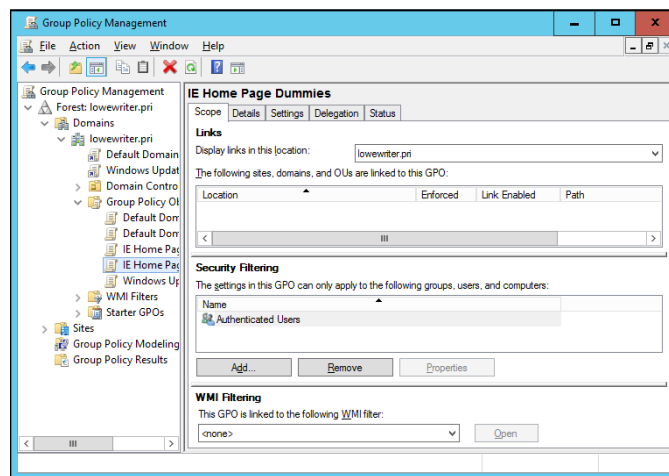 Group Policy Management
File Action View Window Help
Group Policy Management
Forest: lowewriter.pri
Domains
lowewriter.pri
Default Domain
Windows Updat
Domain Contro
Group Policy Ob
Default Dom
Default Dom
IE Home Pag
IE Home Pag
Windows Up
WMI Filters
Starter GPOs
Sites
Group Policy Modeling
Group Policy Results
IE Home Page Dummies
Scope Details Settings Delegation Status
Links
Display links in this location: lowewriter.pri
The following sites, domains, and OUs are linked to this GPO:
Location Enforced Link Enabled Path
Security Filtering
The settings in this GPO can only apply to the following groups, users, and computers:
Name
Authenticated Users
Add... Remove Properties
WMI Filtering
This GPO is linked to the following WMI filter:
<none> Open